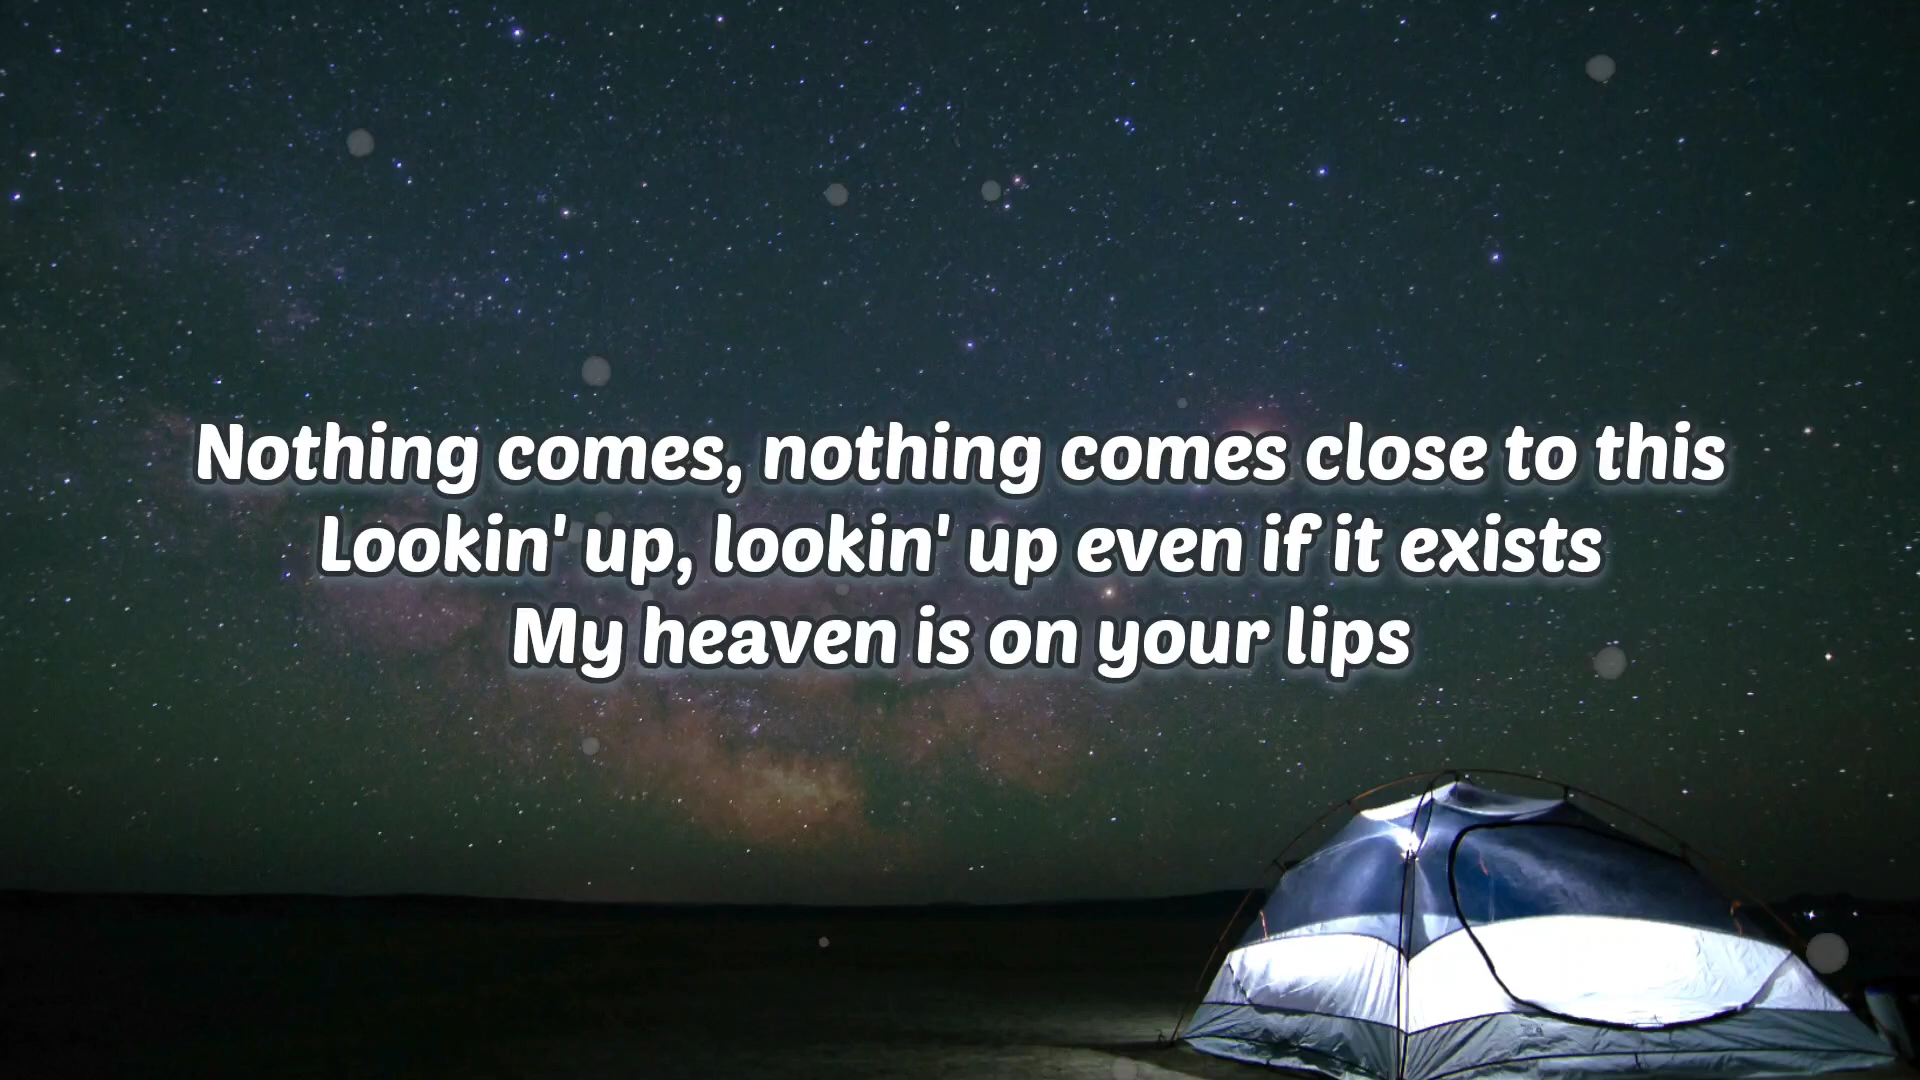 Nothing comes, nothing comes close to this
Lookin' up, lookin' up even if it exists
My heaven is on your lips